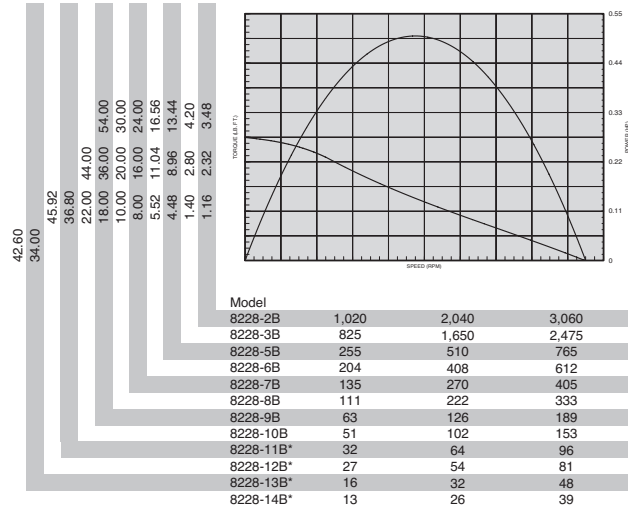 42.60
34.00
45.92
36.80
22.00 44.00
18.00 36.00 54.00
10.00 20.00 30.00
8.00 16.00 24.00
5.52 11.04 16.56
4.48 8.96 13.44
1.40 2.80 4.20
1.16 2.32 3.48
TORQUE (LB. FT.)
0.55
0.44
0.33
0.22
0.11
0
POWER (HP)
SPEED (RPM)
Model
8228-2B 1,020 2,040 3,060
8228-3B 825 1,650 2,475
8228-5B 255 510 765
8228-6B 204 408 612
8228-7B 135 270 405
8228-8B 111 222 333
8228-9B 63 126 189
8228-10B 51 102 153
8228-11B* 32 64 96
8228-12B* 27 54 81
8228-13B* 16 32 48
8228-14B* 13 26 39